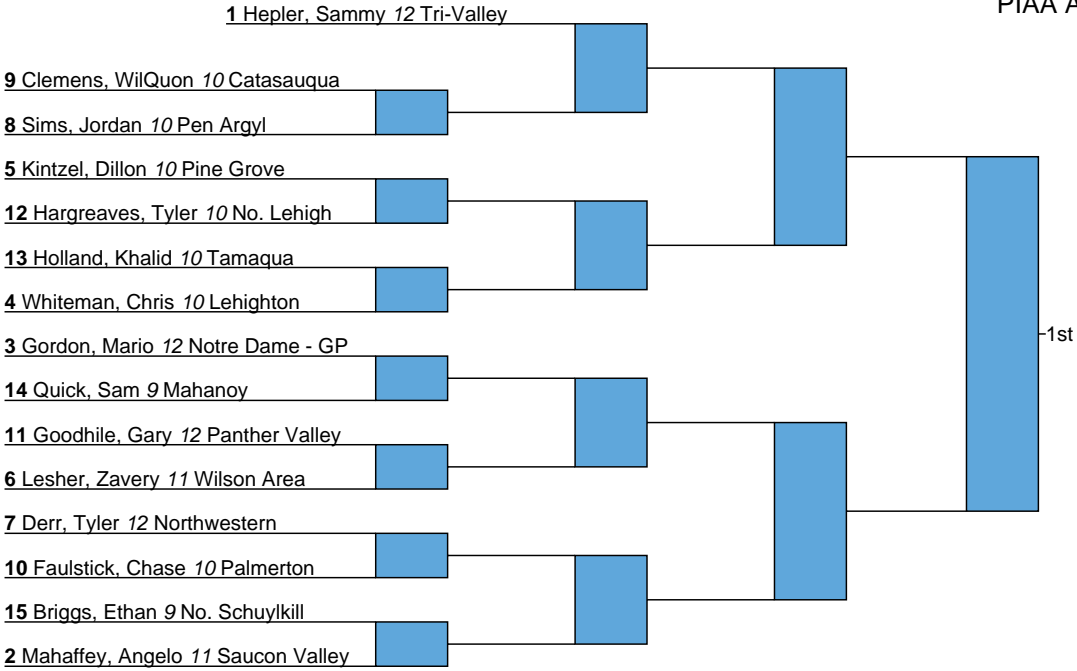 PIAA A
1 Hepler, Sammy 12 Tri-Valley
9 Clemens, WilQuon 10 Catasauqua
8 Sims, Jordan 10 Pen Argyl
5 Kintzel, Dillon 10 Pine Grove
12 Hargreaves, Tyler 10 No. Lehigh
13 Holland, Khalid 10 Tamaqua
4 Whiteman, Chris 10 Lehighton
1st
3 Gordon, Mario 12 Notre Dame - GP
14 Quick, Sam 9 Mahanoy
11 Goodhile, Gary 12 Panther Valley
6 Lesher, Zavery 11 Wilson Area
7 Derr, Tyler 12 Northwestern
10 Faulstick, Chase 10 Palmerton
15 Briggs, Ethan 9 No. Schuylkill
2 Mahaffey, Angelo 11 Saucon Valley